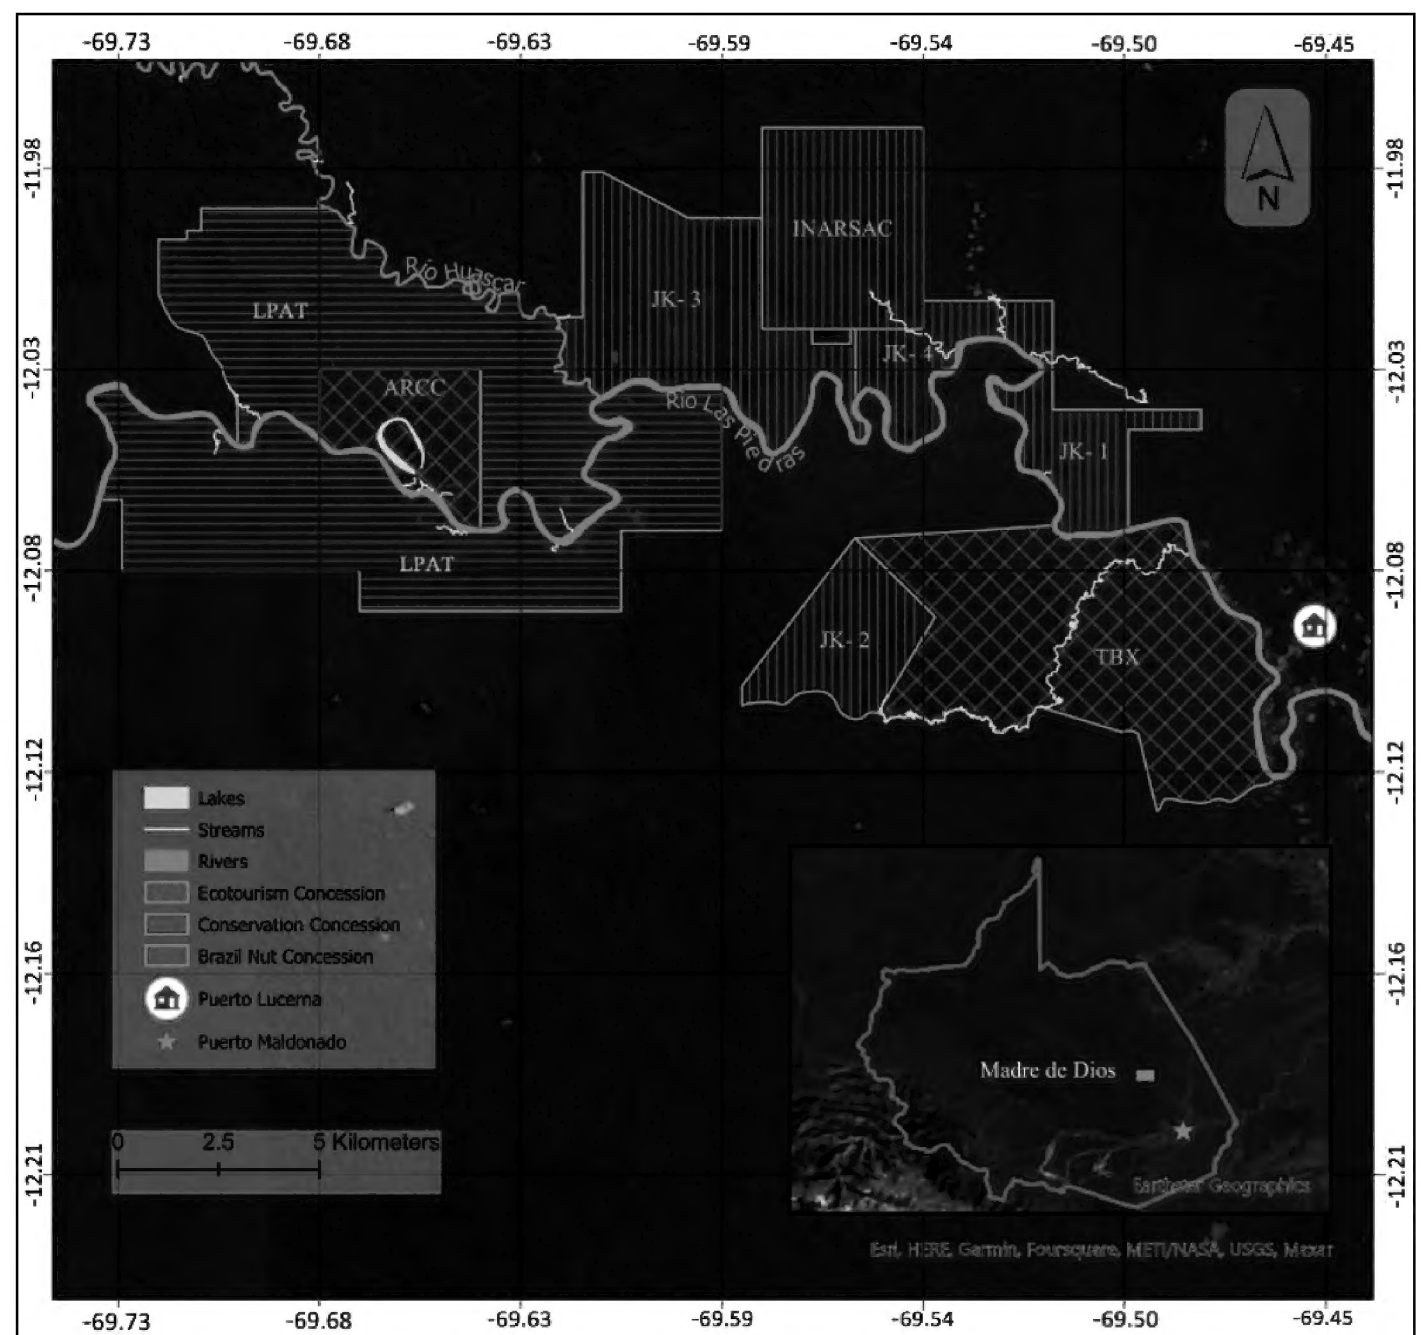 -69.73 -69.68 -69.63 -69.59 -69.54 -69.50 -69.45
-11.98 -11.98
INARSAC
Río Huascar
JK- 3
LPAT
JK- 4
-12.03 -12.03
ARCC
Río Las Piedras
JK- 1
LPAT
-12.08 -12.08
JK- 2
TBX
-12.12 -12.12
Lakes
Streams
Rivers
Ecotourism Concession
Conservation Concession
Brazil Nut Concession
-12.16 -12.16
Puerto Lucerna
Puerto Maldonado
Madre de Dios
0 2.5 5 Kilometers
-12.21 -12.21
Earthstar Geographics
Esri, HERE, Garmin, Foursquare, METI/NASA, USGS, Maxar
-69.73 -69.68 -69.63 -69.59 -69.54 -69.50 -69.45
N